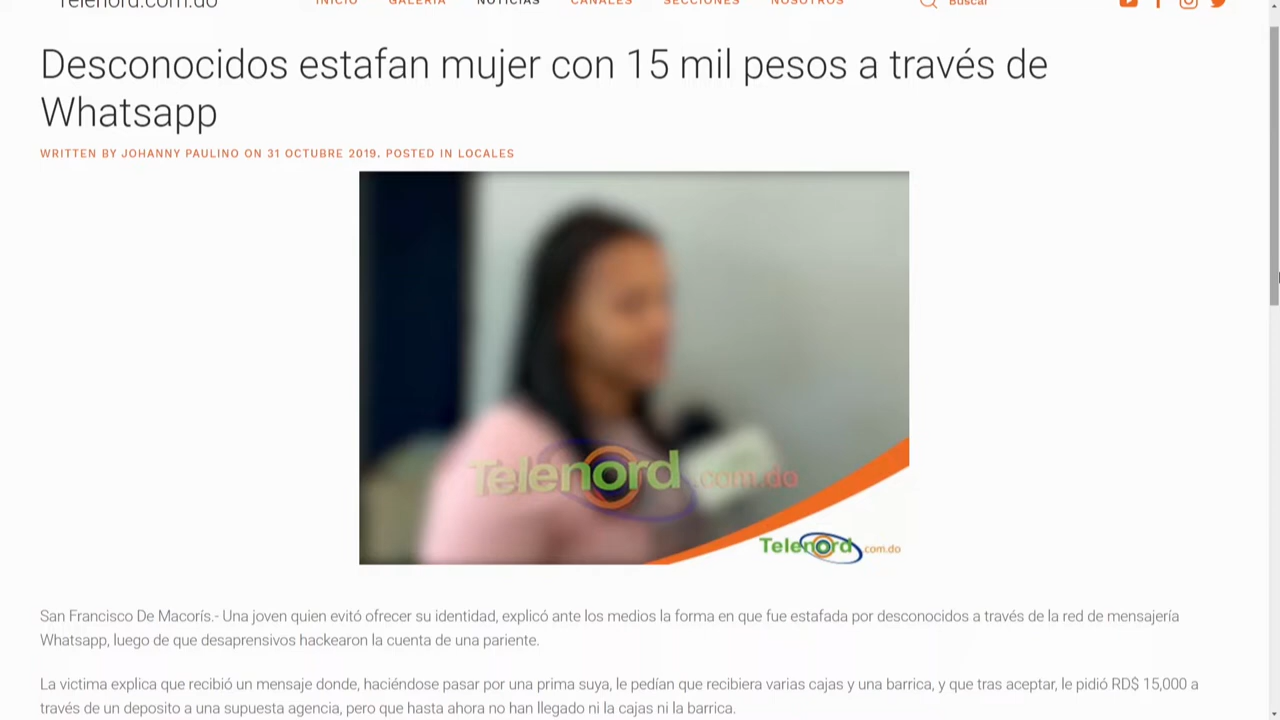 Telenord.com.do
INICIO GALERIA NOTICIAS CANALES SECCIONES NOSOTROS Buscar
Desconocidos estafan mujer con 15 mil pesos a través de
Whatsapp
WRITTEN BY JOHANNY PAULINO ON 31 OCTUBRE 2019. POSTED IN LOCALES
Telenord.com.do
Telenord.com.do
San Francisco De Macorís.- Una joven quien evitó ofrecer su identidad, explicó ante los medios la forma en que fue estafada por desconocidos a través de la red de mensajería
Whatsapp, luego de que desaprensivos hackearon la cuenta de una pariente.
La victima explica que recibió un mensaje donde, haciéndose pasar por una prima suya, le pedían que recibiera varias cajas y una barrica, y que tras aceptar, le pidió RD$ 15,000 a
través de un deposito a una supuesta agencia, pero que hasta ahora no han llegado ni la cajas ni la barrica.